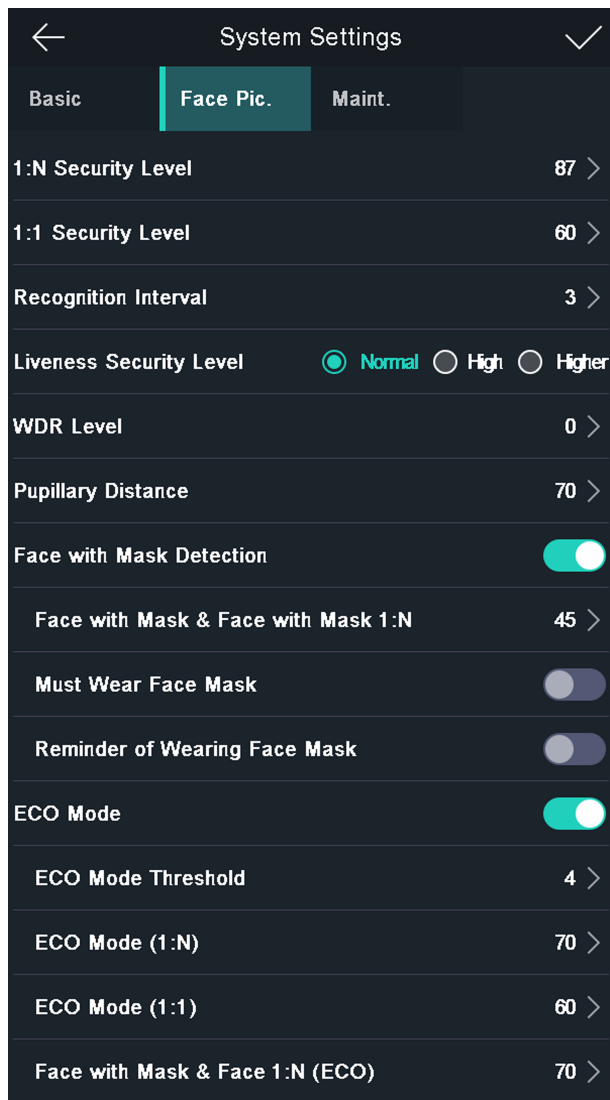 System Settings
Basic Face Pic. Maint.
1:N Security Level 87
1:1 Security Level 60
Recognition Interval 3
Liveness Security Level Normal High Higher
WDR Level 0
Pupillary Distance 70
Face with Mask Detection
Face with Mask & Face with Mask 1:N 45
Must Wear Face Mask
Reminder of Wearing Face Mask
ECO Mode
ECO Mode Threshold 4
ECO Mode (1:N) 70
ECO Mode (1:1) 60
Face with Mask & Face 1:N (ECO) 70